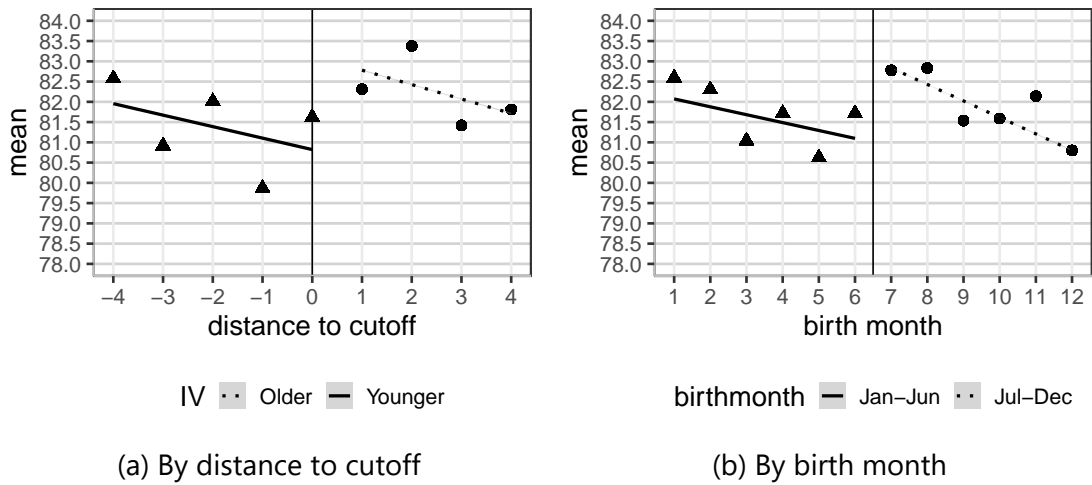 84.0
83.5
83.0
82.5
82.0
81.5
81.0
80.5
80.0
79.5
79.0
78.5
78.0
mean
−4 −3 −2 −1 0 1 2 3 4
distance to cutoff
IV Older Younger
(a) By distance to cutoff
84.0
83.5
83.0
82.5
82.0
81.5
81.0
80.5
80.0
79.5
79.0
78.5
78.0
mean
1 2 3 4 5 6 7 8 9 10 11 12
birth month
birthmonth Jan−Jun Jul−Dec
(b) By birth month